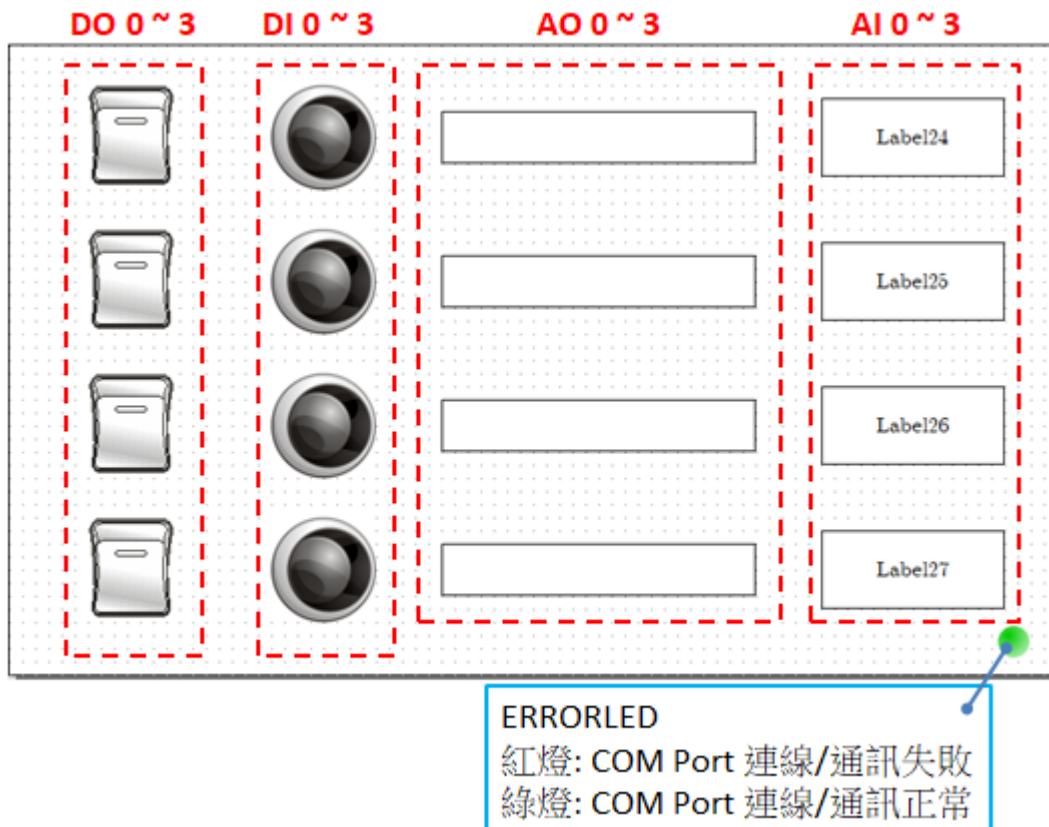 DO 0 ~ 3 DI 0 ~ 3 AO 0 ~ 3 AI 0 ~ 3
Label24
Label25
Label26
Label27
ERRORLED
紅燈: COM Port 連線/通訊失敗
綠燈: COM Port 連線/通訊正常